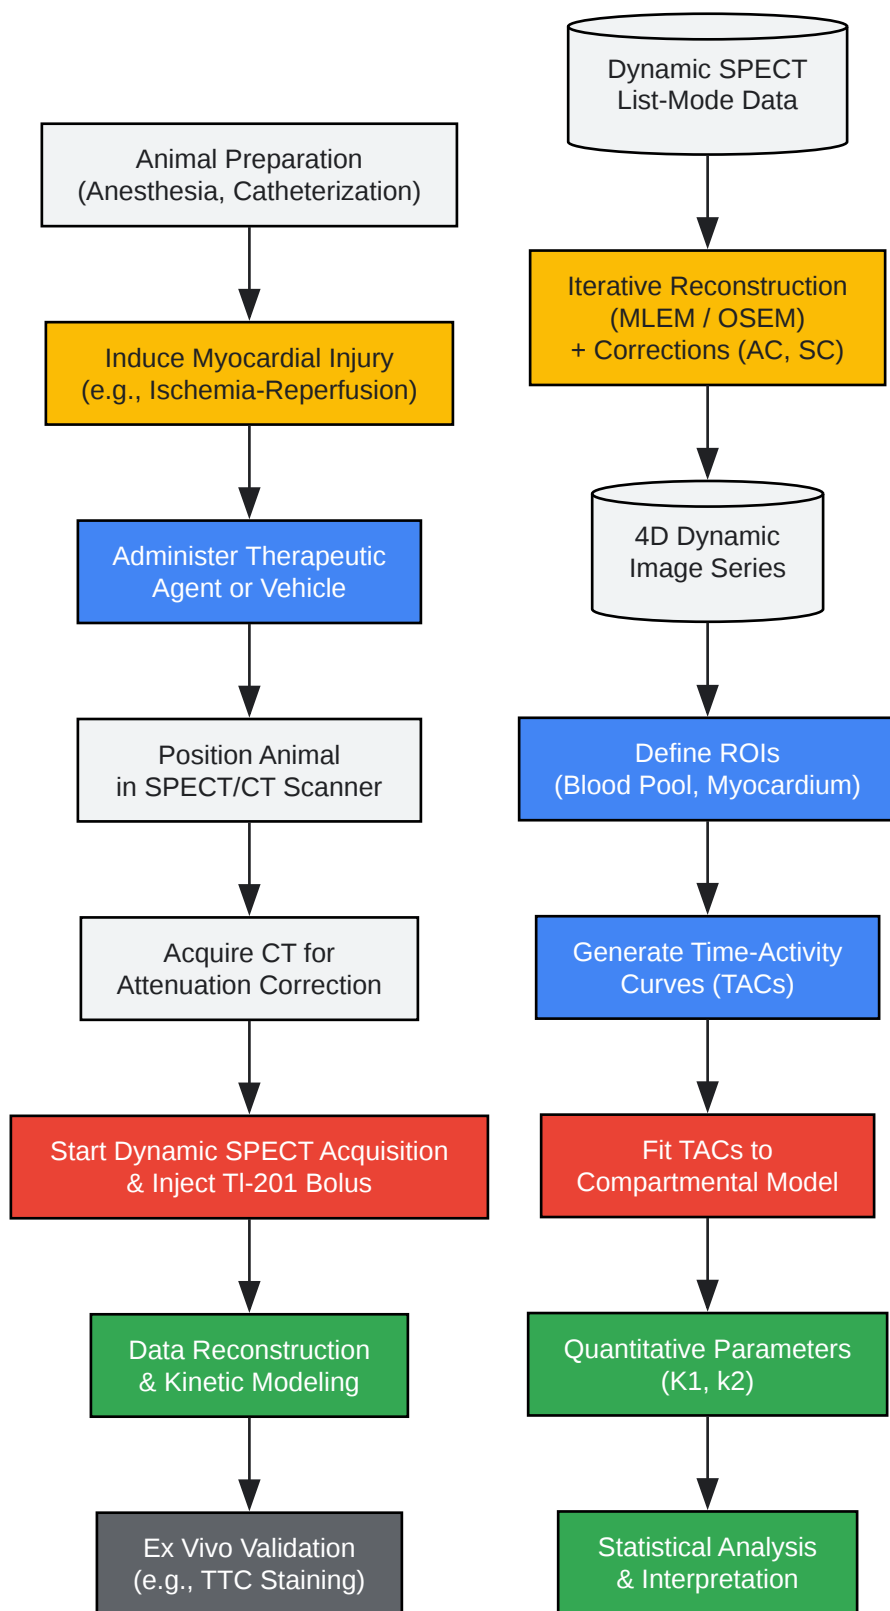 Animal Preparation
(Anesthesia, Catheterization)
Induce Myocardial Injury
(e.g., Ischemia-Reperfusion)
Administer Therapeutic
Agent or Vehicle
Position Animal
in SPECT/CT Scanner
Acquire CT for
Attenuation Correction
Start Dynamic SPECT Acquisition
& Inject Tl-201 Bolus
Data Reconstruction
& Kinetic Modeling
Ex Vivo Validation
(e.g., TTC Staining)
Dynamic SPECT
List-Mode Data
Iterative Reconstruction
(MLEM / OSEM)
+ Corrections (AC, SC)
4D Dynamic
Image Series
Define ROIs
(Blood Pool, Myocardium)
Generate Time-Activity
Curves (TACs)
Fit TACs to
Compartmental Model
Quantitative Parameters
(K1, k2)
Statistical Analysis
& Interpretation